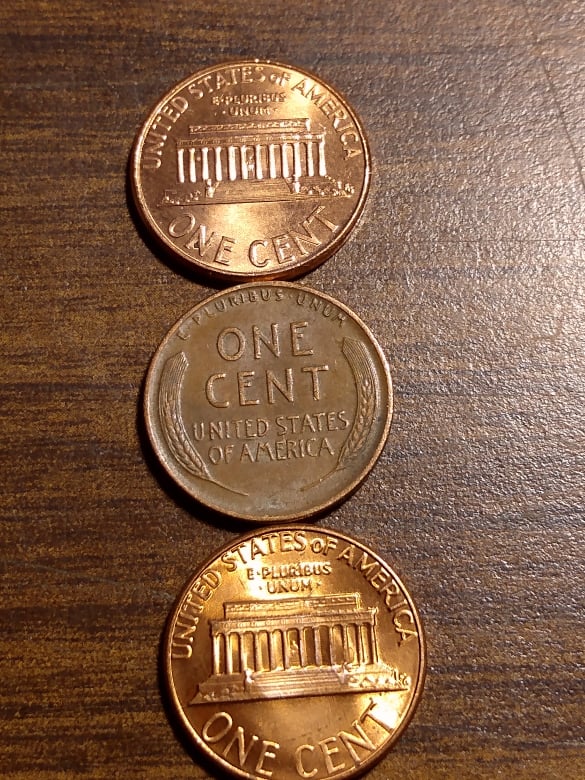 UNITED STATES OF AMERICA
E·PLURIBUS
·UNUM·
ONE CENT
E·PLURIBUS·UNUM
ONE
CENT
UNITED STATES
OF AMERICA
UNITED STATES OF AMERICA
E·PLURIBUS
·UNUM·
ONE CENT